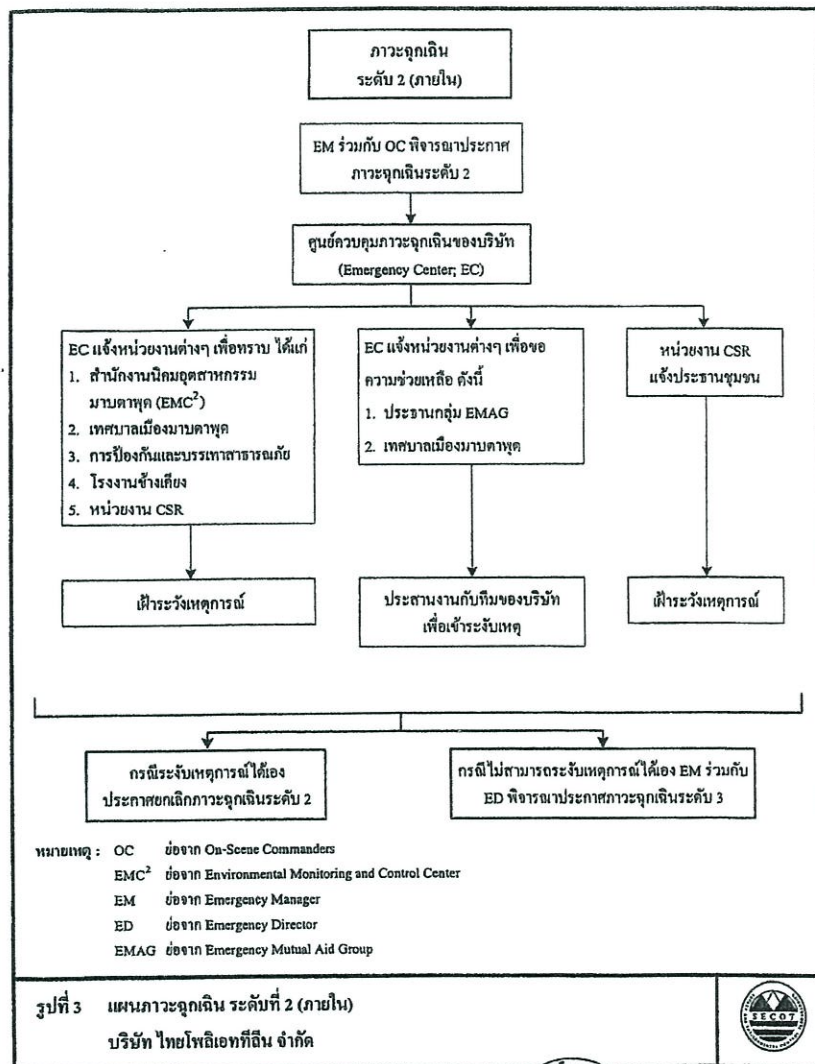 ภาวะฉุกเฉิน
ระดับ 2 (ภายใน)
EM ร่วมกับ OC พิจารณาประกาศ
ภาวะฉุกเฉินระดับ 2
ศูนย์ควบคุมภาวะฉุกเฉินของบริษัท
(Emergency Center; EC)
EC แจ้งหน่วยงานต่างๆ เพื่อทราบ ได้แก่
1. สำนักงานนิคมอุตสาหกรรม
มาบตาพุด (EMC²)
2. เทศบาลเมืองมาบตาพุด
3. การป้องกันและบรรเทาสาธารณภัย
4. โรงงานข้างเคียง
5. หน่วยงาน CSR
EC แจ้งหน่วยงานต่างๆ เพื่อขอ
ความช่วยเหลือ ดังนี้
1. ประธานกลุ่ม EMAG
2. เทศบาลเมืองมาบตาพุด
หน่วยงาน CSR
แจ้งประธานชุมชน
เฝ้าระวังเหตุการณ์
ประสานงานกับทีมของบริษัท
เพื่อเข้าระงับเหตุ
เฝ้าระวังเหตุการณ์
กรณีระงับเหตุการณ์ได้เอง
ประกาศยกเลิกภาวะฉุกเฉินระดับ 2
กรณีไม่สามารถระงับเหตุการณ์ได้เอง EM ร่วมกับ
ED พิจารณาประกาศภาวะฉุกเฉินระดับ 3
หมายเหตุ : OC ย่อจาก On-Scene Commanders
EMC² ย่อจาก Environmental Monitoring and Control Center
EM ย่อจาก Emergency Manager
ED ย่อจาก Emergency Director
EMAG ย่อจาก Emergency Mutual Aid Group
รูปที่ 3 แผนภาวะฉุกเฉิน ระดับที่ 2 (ภายใน)
บริษัท ไทยโพลิเอททีลีน จำกัด
SECOT